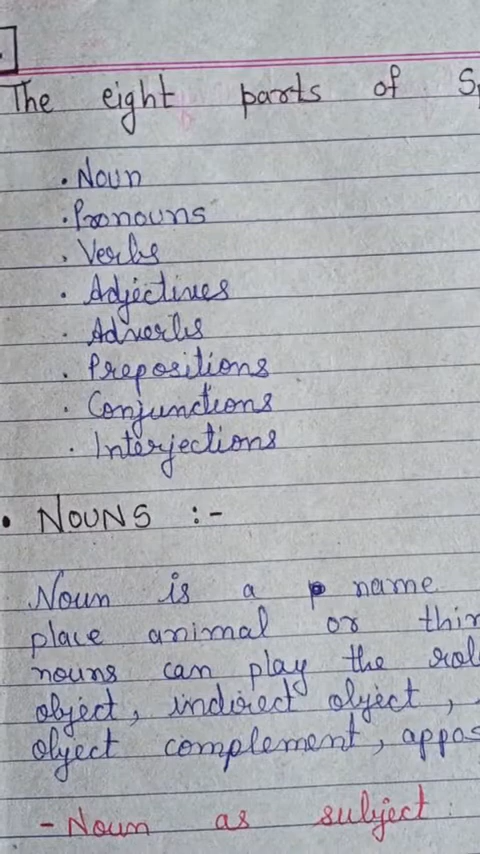 The eight parts of
. Noun
. Pronouns
. Verbs
. Adjectives
. Adverbs
. Prepositions
. Conjunctions
. Interjections
• NOUNS :-
Noun is a name
place animal or
nouns can play the
object, indirect object,
object complement,
- Noun as subject :